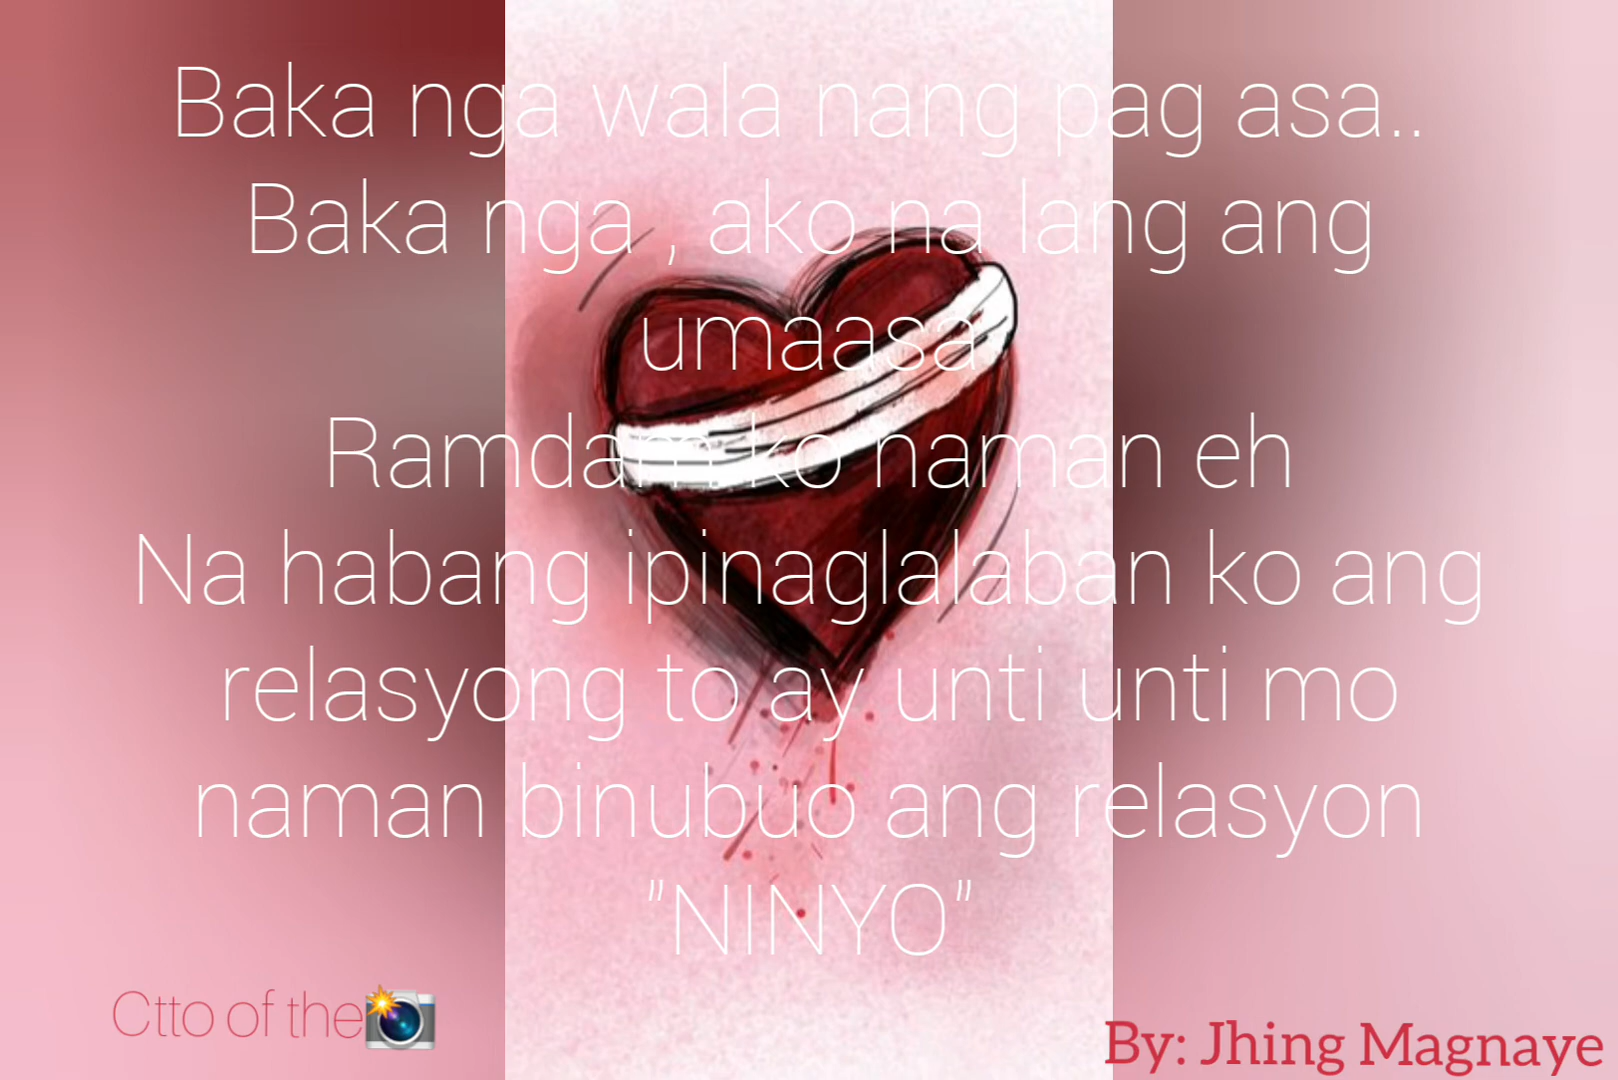 Baka nga wala nang pag asa..
Baka nga , ako na lang ang
umaasa
Ramdam ko naman eh
Na habang ipinaglalaban ko ang
relasyong to ay unti unti mo
naman binubuo ang relasyon
"NINYO"
Ctto of the📸
By: Jhing Magnaye